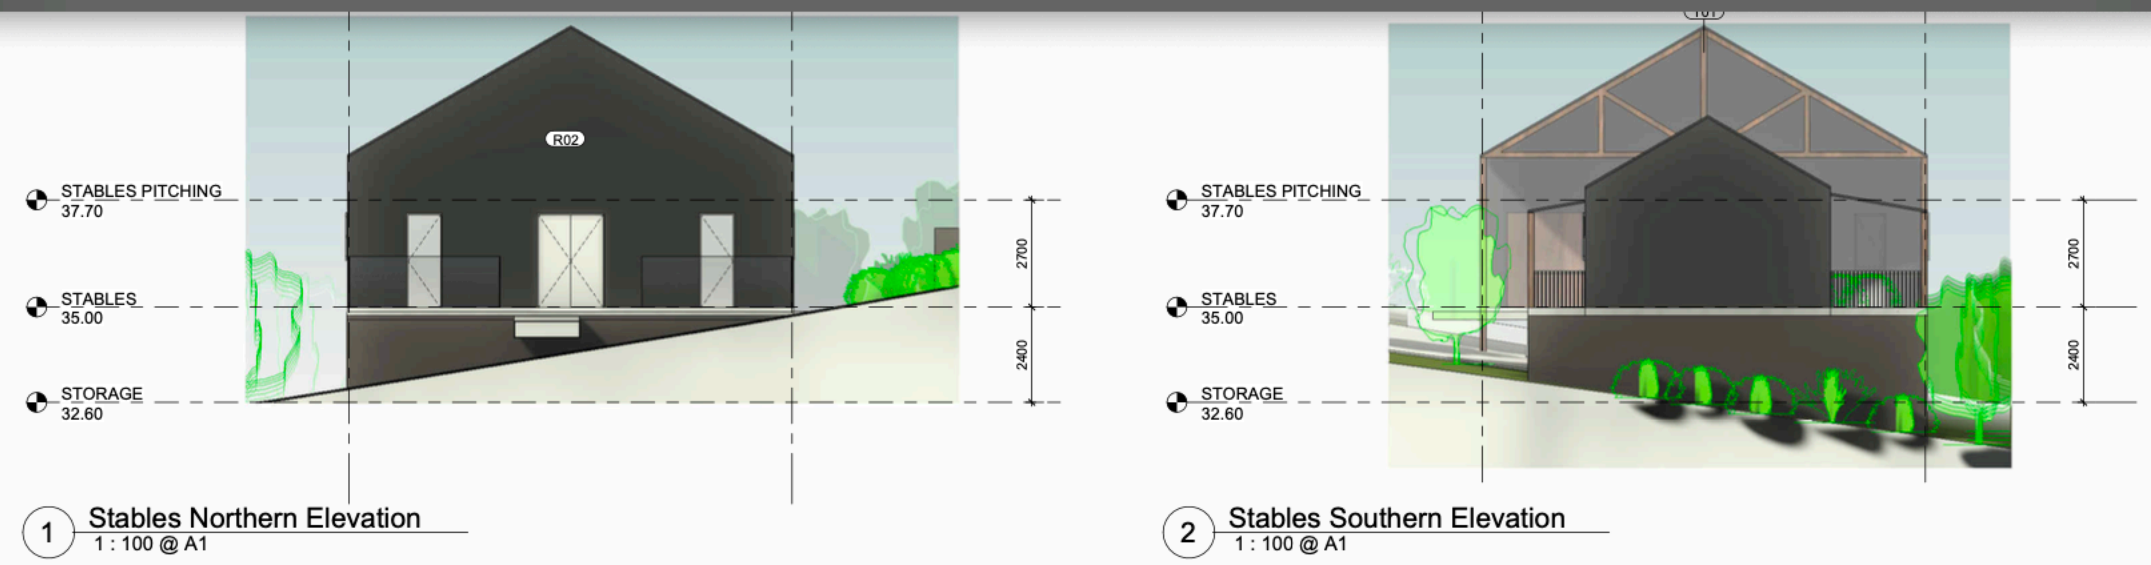 R02
STABLES PITCHING
37.70
2700
STABLES
35.00
2400
STORAGE
32.60
1
Stables Northern Elevation
1 : 100 @ A1
STABLES PITCHING
37.70
2700
STABLES
35.00
2400
STORAGE
32.60
2
Stables Southern Elevation
1 : 100 @ A1